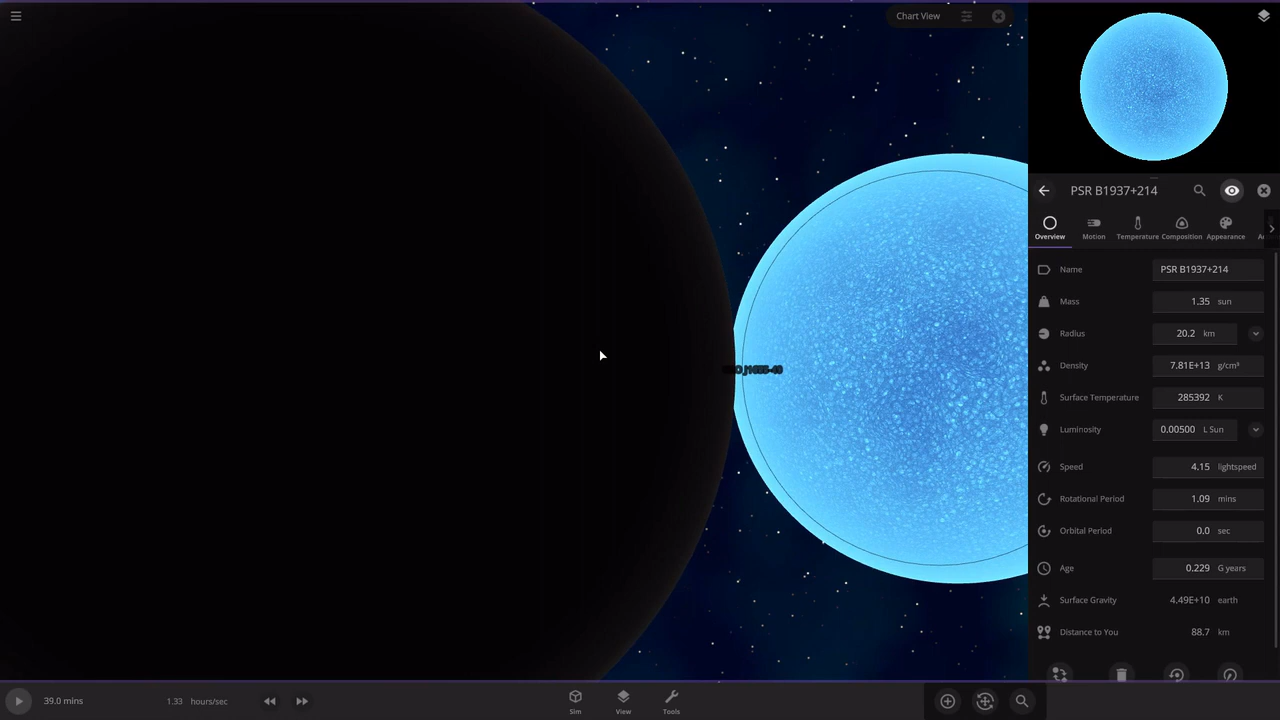 Chart View
PSR B1937+214
Overview Motion Temperature Composition Appearance
Name PSR B1937+214
Mass 1.35 sun
Radius 20.2 km
Density 7.81E+13 g/cm³
Surface Temperature 285392 K
Luminosity 0.00500 L Sun
Speed 4.15 lightspeed
Rotational Period 1.09 mins
Orbital Period 0.0 sec
Age 0.229 G years
Surface Gravity 4.49E+10 earth
Distance to You 88.7 km
39.0 mins 1.33 hours/sec
Sim View Tools